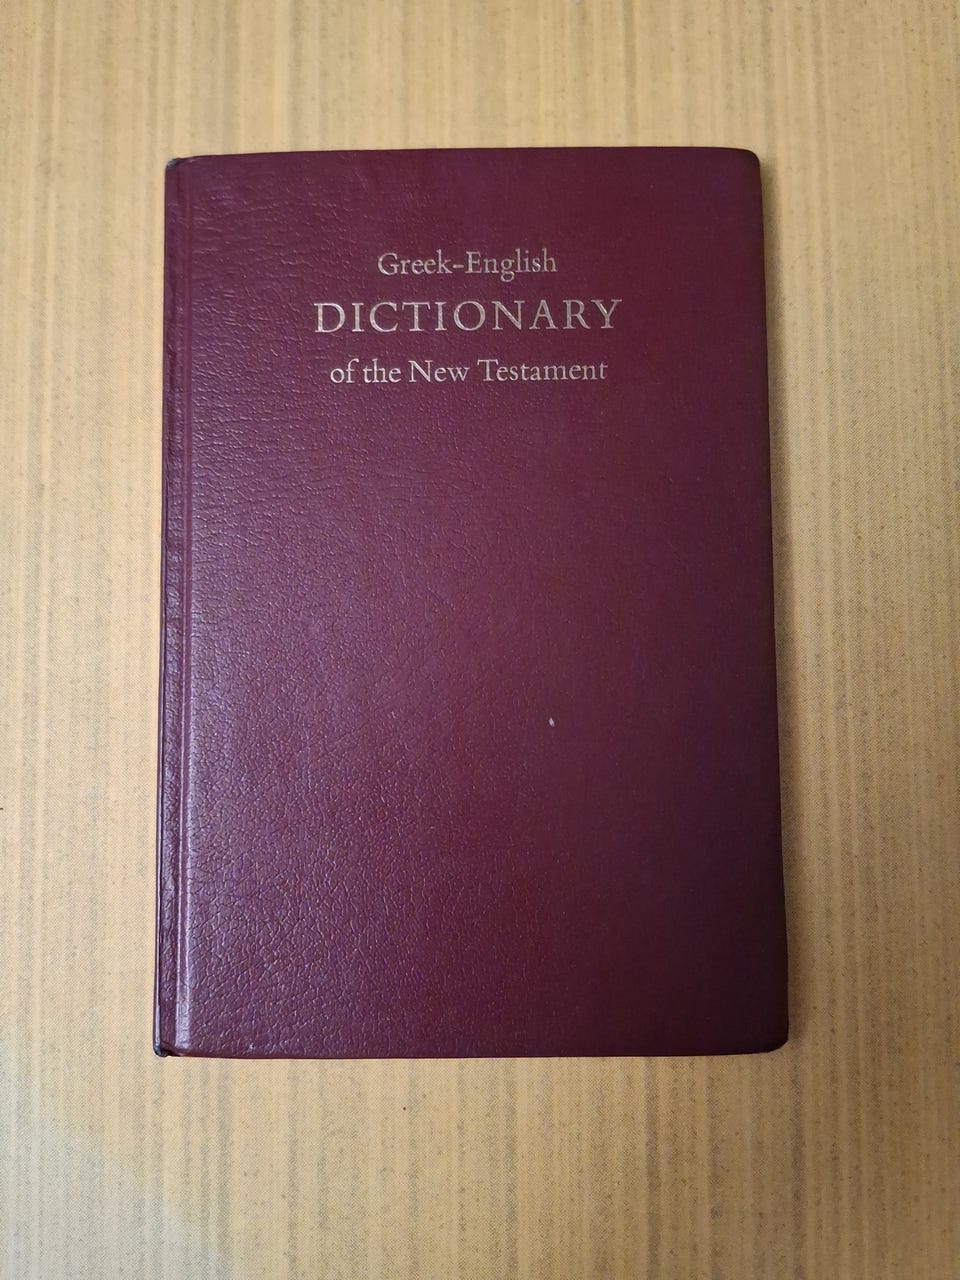 Greek-English
DICTIONARY
of the New Testament